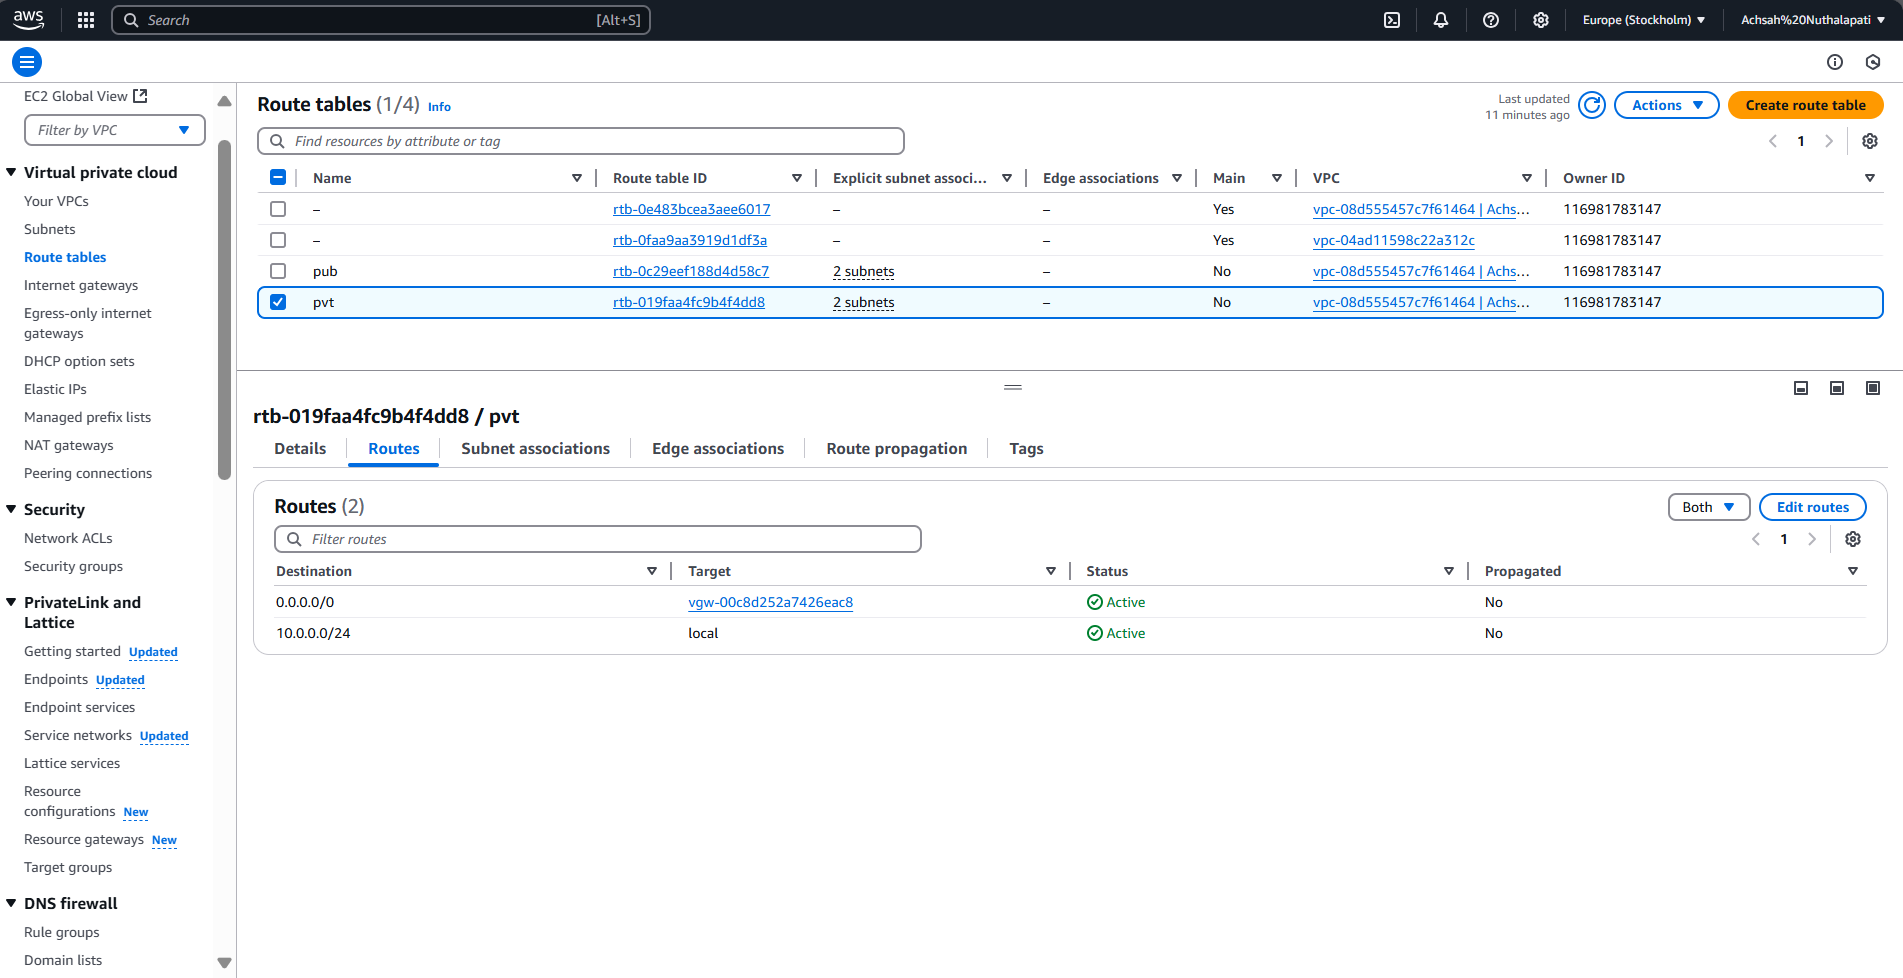 aws
Search [Alt+S]
Europe (Stockholm)
Achsah%20Nuthalapati
EC2 Global View
Filter by VPC
Virtual private cloud
Your VPCs
Subnets
Route tables
Internet gateways
Egress-only internet
gateways
DHCP option sets
Elastic IPs
Managed prefix lists
NAT gateways
Peering connections
Security
Network ACLs
Security groups
PrivateLink and
Lattice
Getting started Updated
Endpoints Updated
Endpoint services
Service networks Updated
Lattice services
Resource
configurations New
Resource gateways New
Target groups
DNS firewall
Rule groups
Domain lists
Route tables (1/4) Info
Last updated
11 minutes ago
Actions
Create route table
Find resources by attribute or tag
1
Name Route table ID Explicit subnet associ... Edge associations Main VPC Owner ID
– rtb-0e483bcea3aee6017 – – Yes vpc-08d555457c7f61464 | Achs... 116981783147
– rtb-0faa9aa3919d1df3a – – Yes vpc-04ad11598c22a312c 116981783147
pub rtb-0c29eef188d4d58c7 2 subnets – No vpc-08d555457c7f61464 | Achs... 116981783147
pvt rtb-019faa4fc9b4f4dd8 2 subnets – No vpc-08d555457c7f61464 | Achs... 116981783147
rtb-019faa4fc9b4f4dd8 / pvt
Details Routes Subnet associations Edge associations Route propagation Tags
Routes (2)
Both
Edit routes
Filter routes
1
Destination Target Status Propagated
0.0.0.0/0 vgw-00c8d252a7426eac8 Active No
10.0.0.0/24 local Active No